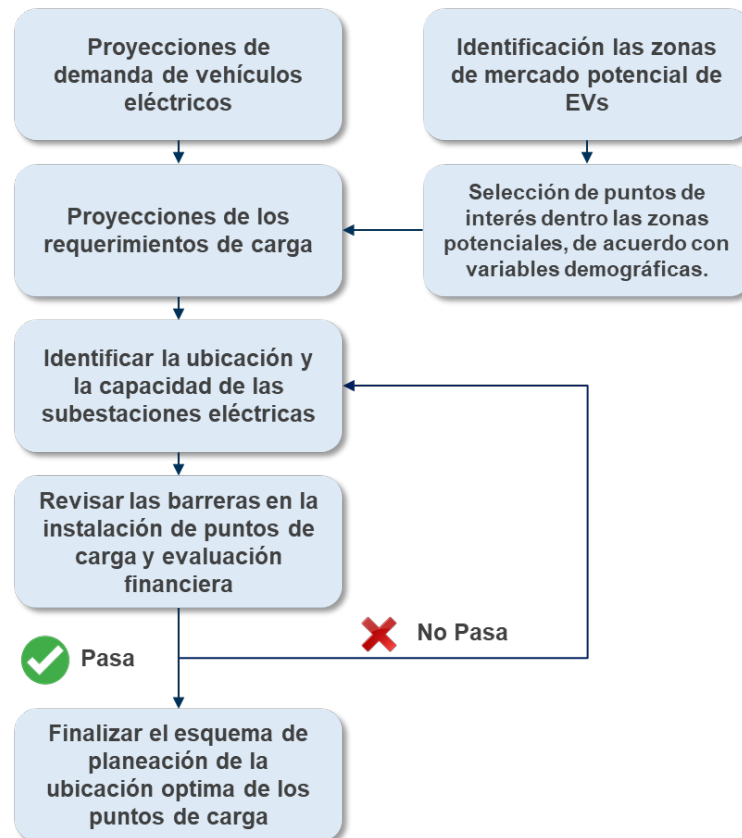 Proyecciones de
demanda de vehículos
eléctricos
Identificación las zonas
de mercado potencial de
EVs
Proyecciones de los
requerimientos de carga
Selección de puntos de
interés dentro las zonas
potenciales, de acuerdo con
variables demográficas.
Identificar la ubicación y
la capacidad de las
subestaciones eléctricas
Revisar las barreras en la
instalación de puntos de
carga y evaluación
financiera
Pasa
No Pasa
Finalizar el esquema de
planeación de la
ubicación optima de los
puntos de carga